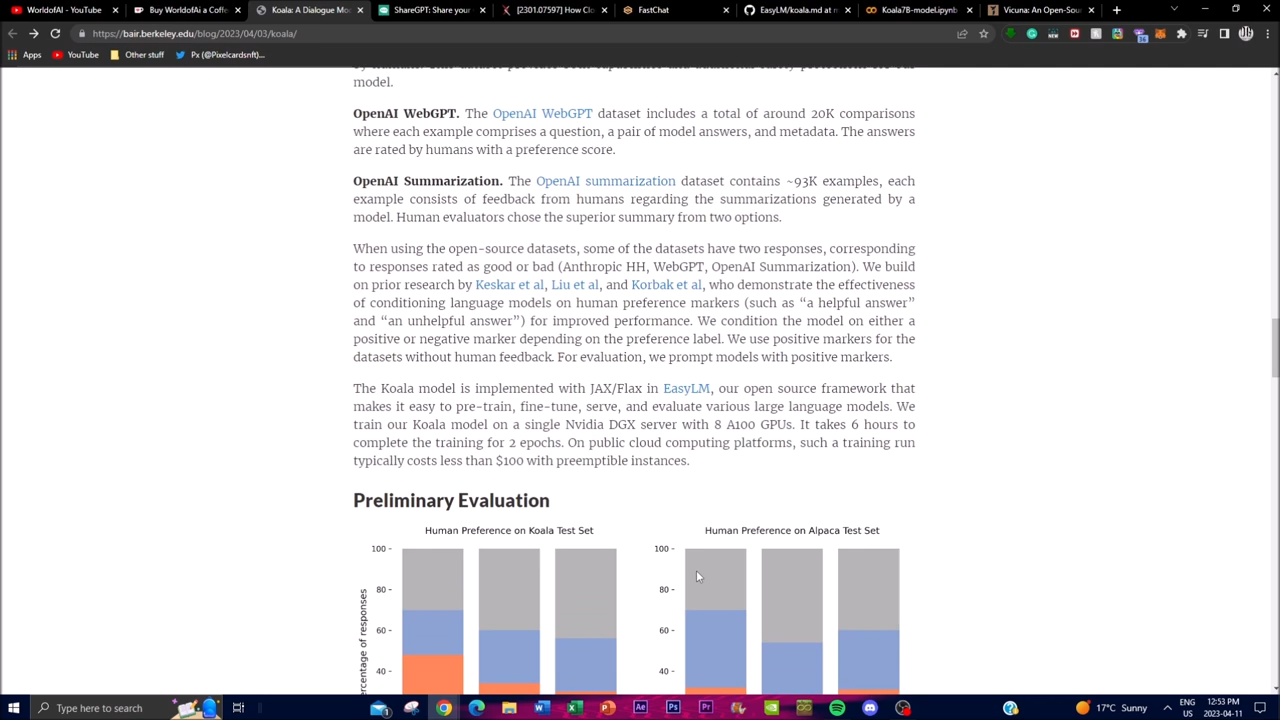 WorldofAi - YouTube
Buy WorldofAi a Coffe
Koala: A Dialogue Mo
ShareGPT: Share your
[2301.07597] How Clo
FastChat
EasyLM/koala.md at m
Koala7B-model.ipynb
Vicuna: An Open-Sou
https://bair.berkeley.edu/blog/2023/04/03/koala/
Apps
YouTube
Other stuff
Px (@Pixelcardsnft)...
model.
OpenAI WebGPT. The OpenAI WebGPT dataset includes a total of around 20K comparisons
where each example comprises a question, a pair of model answers, and metadata. The answers
are rated by humans with a preference score.
OpenAI Summarization. The OpenAI summarization dataset contains ~93K examples, each
example consists of feedback from humans regarding the summarizations generated by a
model. Human evaluators chose the superior summary from two options.
When using the open-source datasets, some of the datasets have two responses, corresponding
to responses rated as good or bad (Anthropic HH, WebGPT, OpenAI Summarization). We build
on prior research by Keskar et al, Liu et al, and Korbak et al, who demonstrate the effectiveness
of conditioning language models on human preference markers (such as “a helpful answer”
and “an unhelpful answer”) for improved performance. We condition the model on either a
positive or negative marker depending on the preference label. We use positive markers for the
datasets without human feedback. For evaluation, we prompt models with positive markers.
The Koala model is implemented with JAX/Flax in EasyLM, our open source framework that
makes it easy to pre-train, fine-tune, serve, and evaluate various large language models. We
train our Koala model on a single Nvidia DGX server with 8 A100 GPUs. It takes 6 hours to
complete the training for 2 epochs. On public cloud computing platforms, such a training run
typically costs less than $100 with preemptible instances.
Preliminary Evaluation
Human Preference on Koala Test Set
Human Preference on Alpaca Test Set
100
80
60
40
percentage of responses
100
80
60
40
Type here to search
17°C Sunny
ENG
US
12:53 PM
2023-04-11